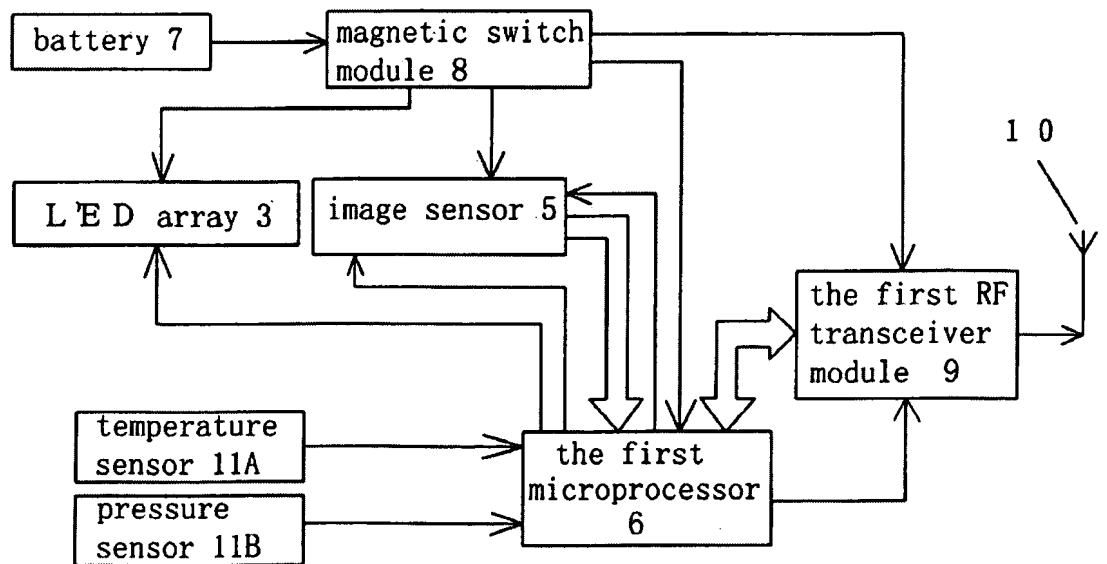 battery 7
magnetic switch
module 8
1 0
L'E D array 3
image sensor 5
the first RF
transceiver
module 9
temperature
sensor 11A
the first
microprocessor
6
pressure
sensor 11B